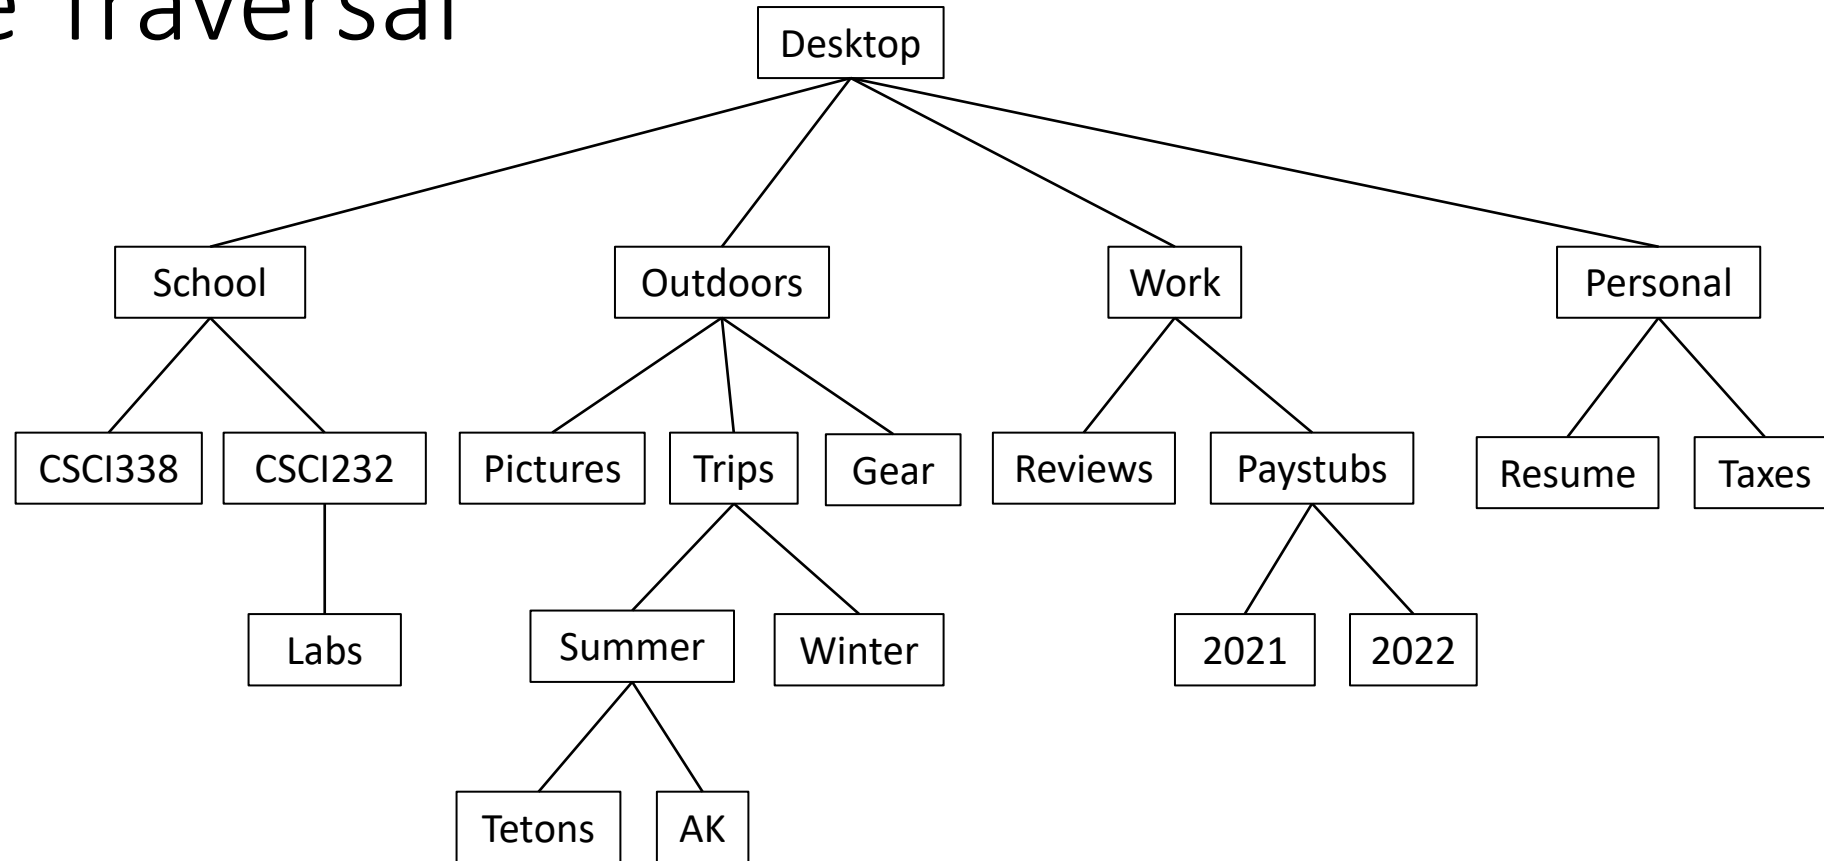 Traversal
Desktop
School Outdoors Work Personal
CSCI338 CSCI232 Pictures Trips Gear Reviews Paystubs Resume Taxes
Labs Summer Winter 2021 2022
Tetons AK